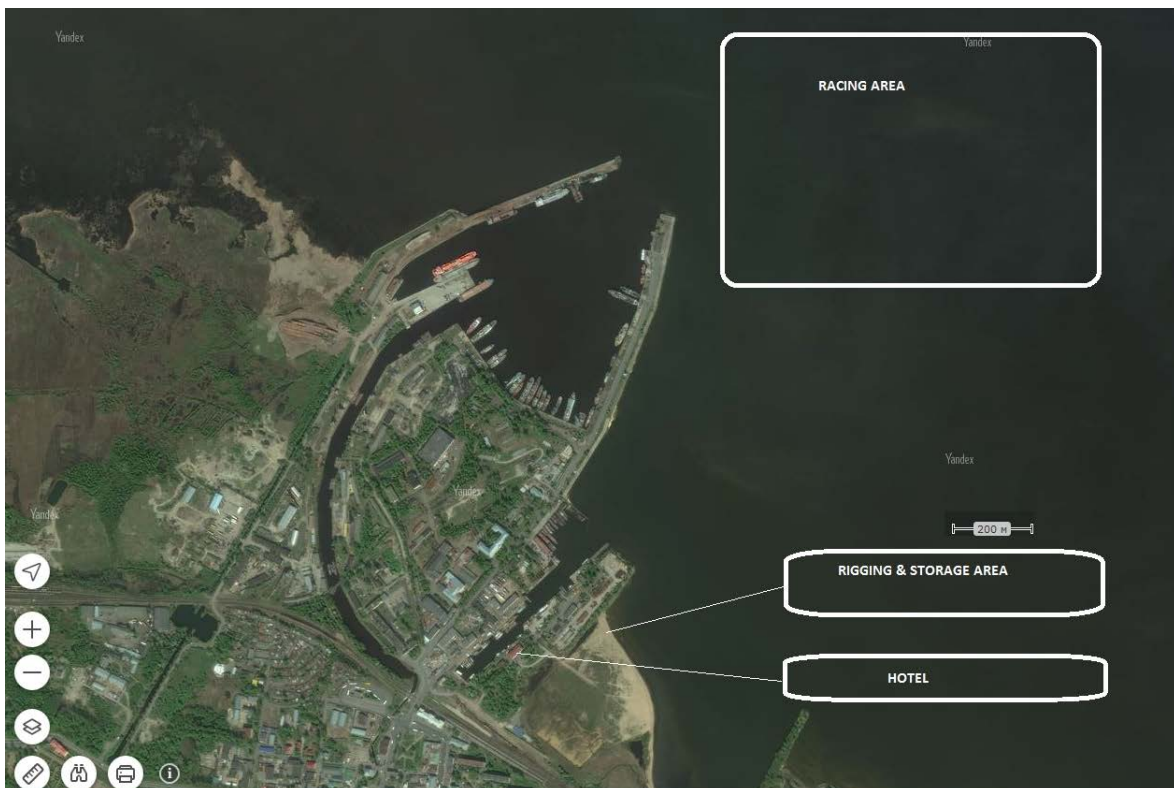 Yandex
Yandex
RACING AREA
Yandex
Yandex
Yandex
200 м
RIGGING & STORAGE AREA
HOTEL